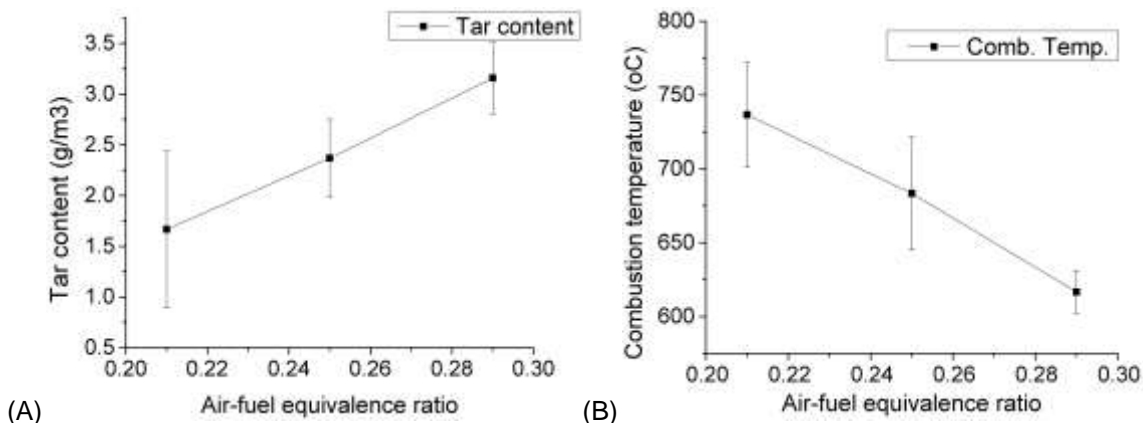 Tar content
3.5
3.0
2.5
2.0
1.5
1.0
0.5
Tar content (g/m3)
0.20 0.22 0.24 0.26 0.28 0.30
Air-fuel equivalence ratio
(A)
Comb. Temp.
800
750
700
650
600
Combustion temperature (oC)
0.20 0.22 0.24 0.26 0.28 0.30
Air-fuel equivalence ratio
(B)